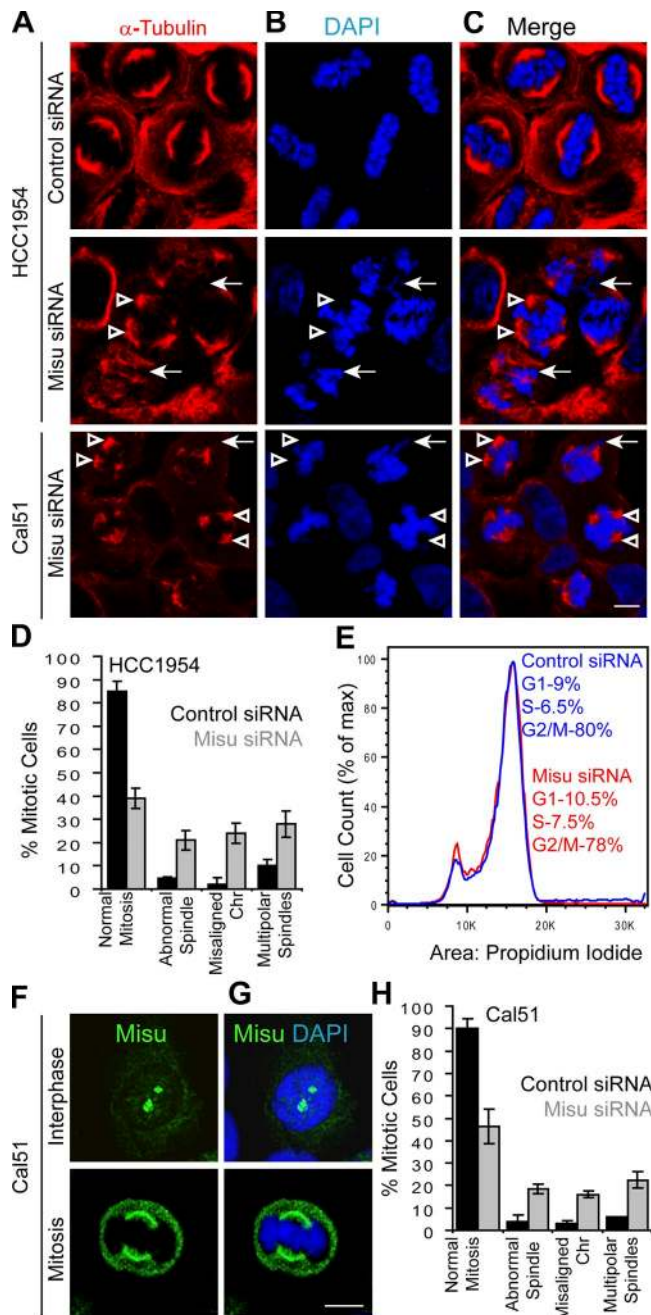 A
α-Tubulin
B
DAPI
C
Merge
HCC1954
Control siRNA
Misu siRNA
Cal51
Misu siRNA
D
% Mitotic Cells
100
90
80
70
60
50
40
30
20
10
0
HCC1954
Control siRNA
Misu siRNA
Normal
Mitosis
Abnormal
Spindle
Misaligned
Chr
Multipolar
Spindles
E
Cell Count (% of max)
100
80
60
40
20
0
Control siRNA
G1-9%
S-6.5%
G2/M-80%
Misu siRNA
G1-10.5%
S-7.5%
G2/M-78%
0
10K
20K
30K
Area: Propidium Iodide
F
Misu
G
Misu DAPI
Cal51
Interphase
Mitosis
H
% Mitotic Cells
100
90
80
70
60
50
40
30
20
10
0
Cal51
Control siRNA
Misu siRNA
Normal
Mitosis
Abnormal
Spindle
Misaligned
Chr
Multipolar
Spindles